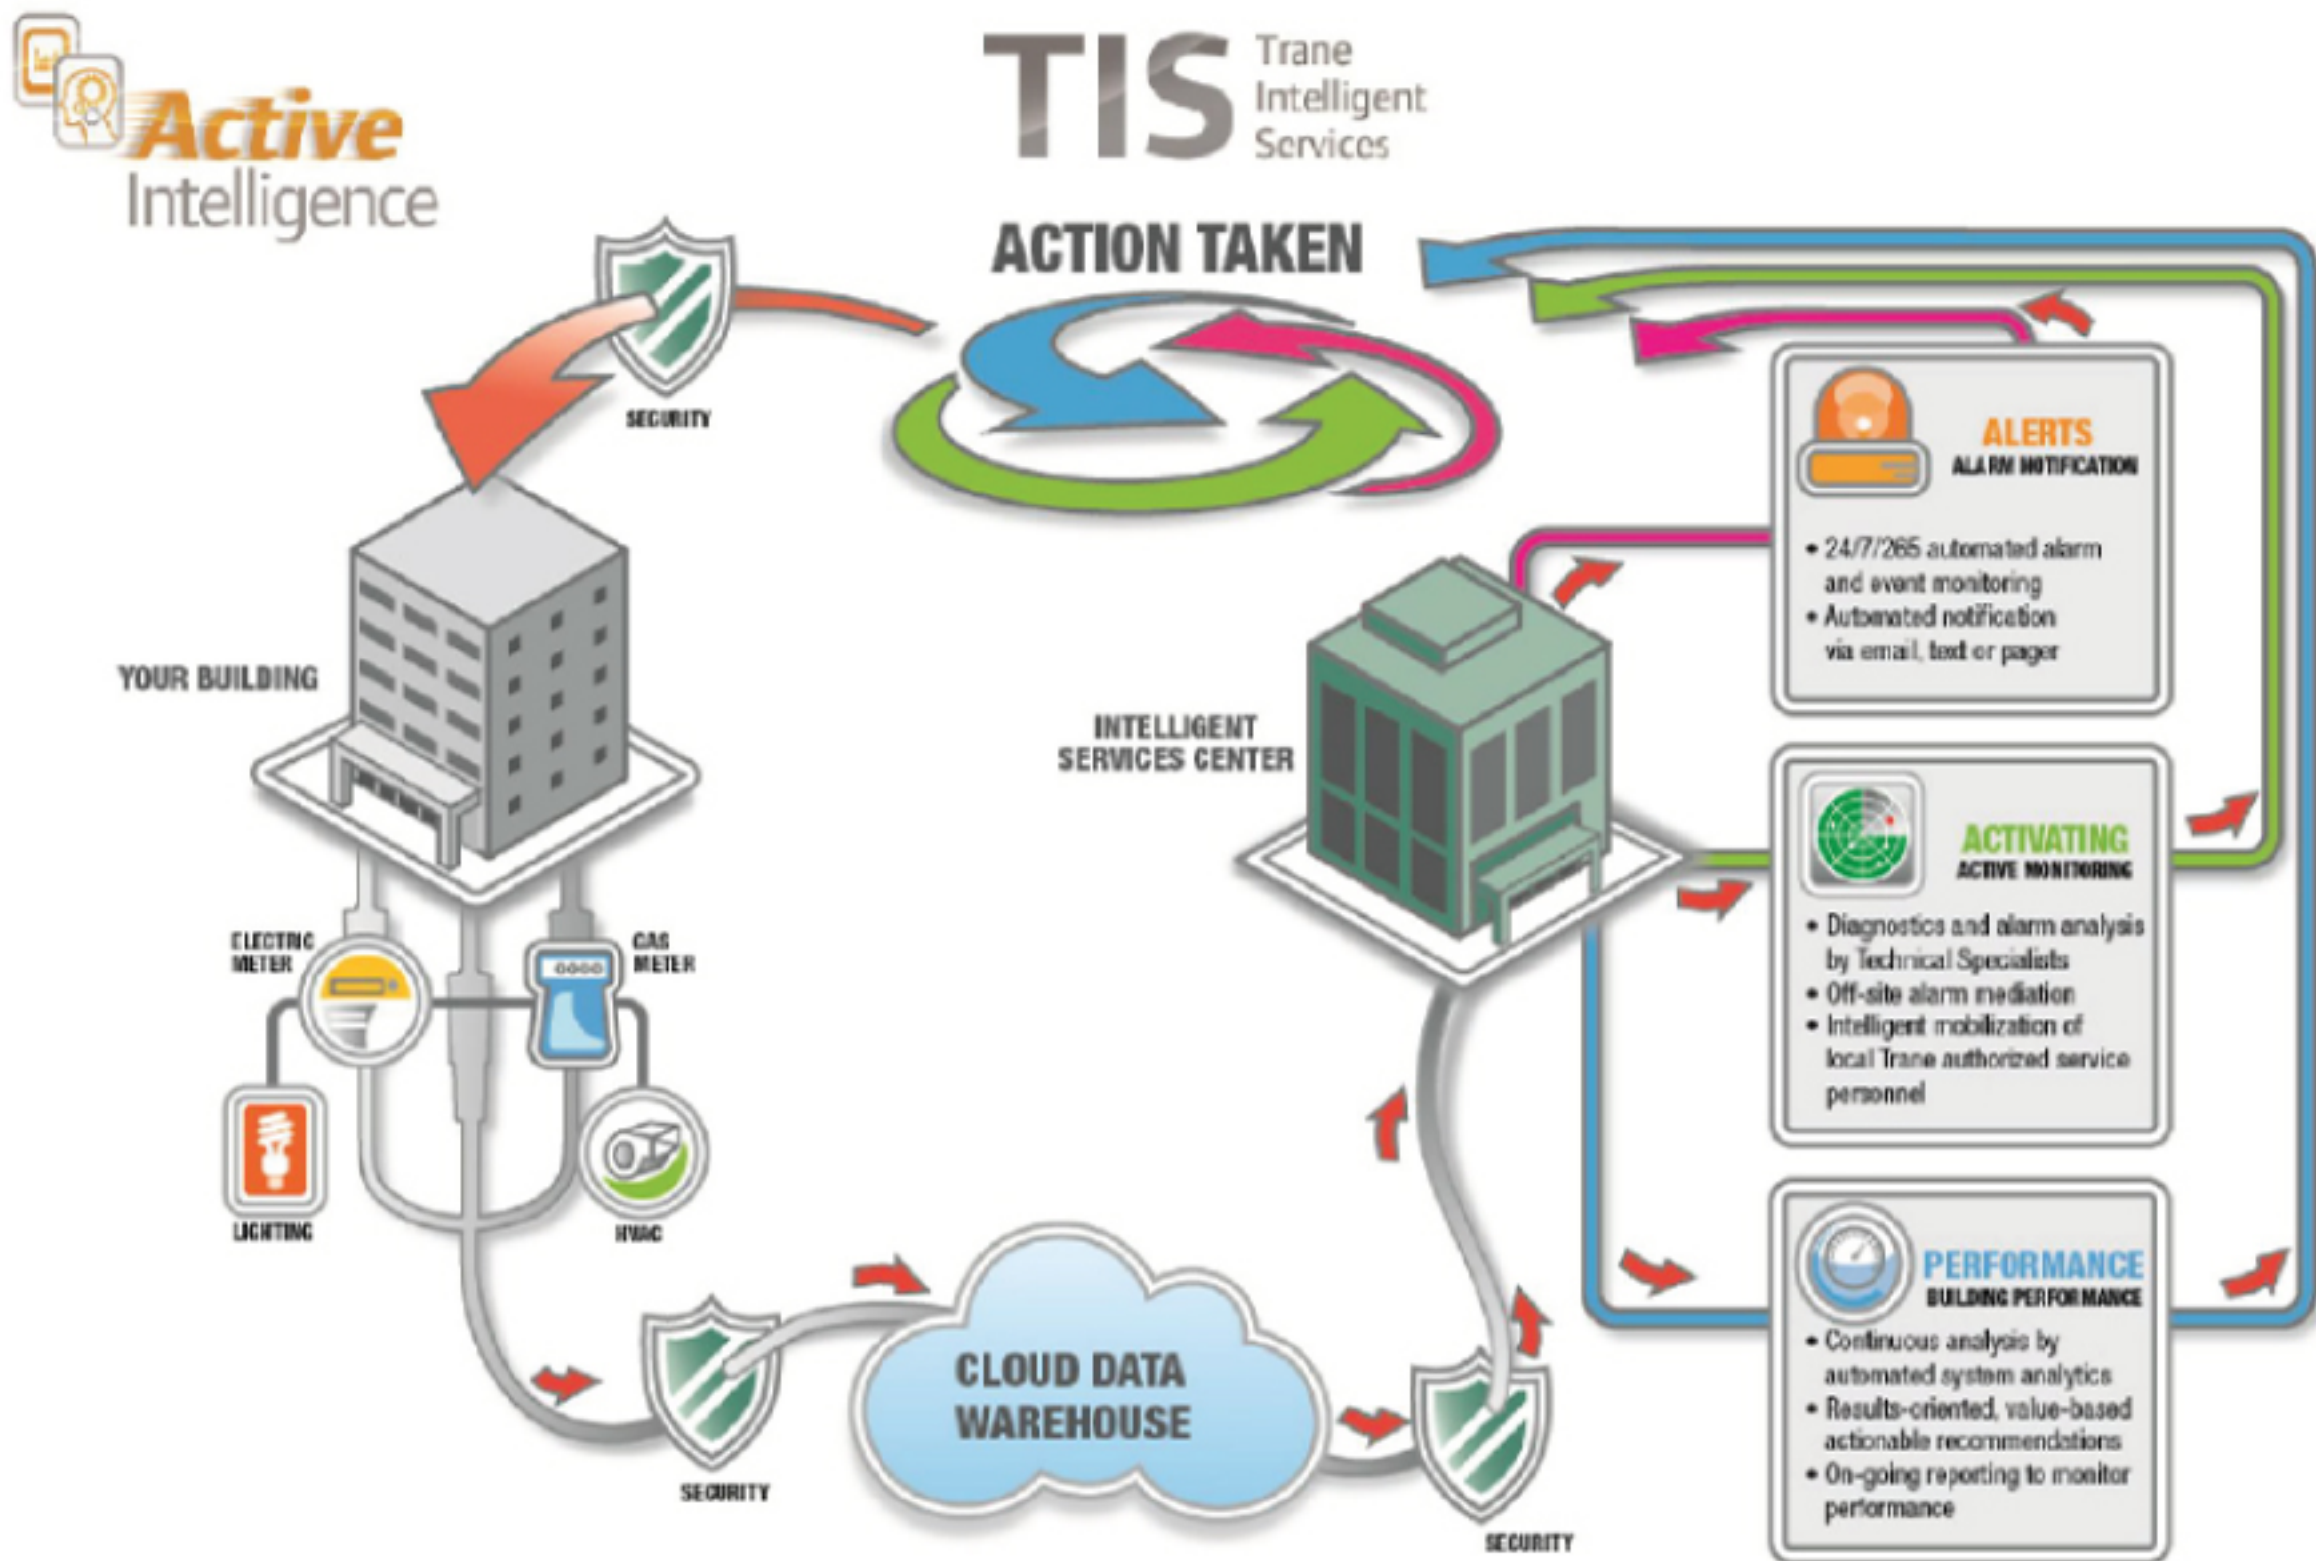 Active
Intelligence
TIS
Trane
Intelligent
Services
ACTION TAKEN
SECURITY
YOUR BUILDING
ELECTRIC
METER
GAS
METER
LIGHTING
HVAC
SECURITY
CLOUD DATA
WAREHOUSE
SECURITY
INTELLIGENT
SERVICES CENTER
ALERTS
ALARM NOTIFICATION
• 24/7/265 automated alarm
and event monitoring
• Automated notification
via email, text or pager
ACTIVATING
ACTIVE MONITORING
• Diagnostics and alarm analysis
by Technical Specialists
• Off-site alarm mediation
• Intelligent mobilization of
local Trane authorized service
personnel
PERFORMANCE
BUILDING PERFORMANCE
• Continuous analysis by
automated system analytics
• Results-oriented, value-based
actionable recommendations
• On-going reporting to monitor
performance